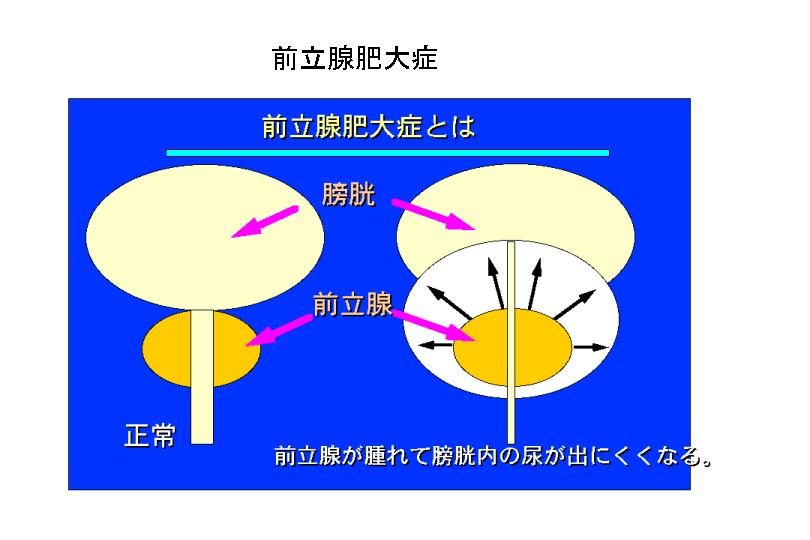 前立腺肥大症
前立腺肥大症とは
膀胱
前立腺
正常
前立腺が腫れて膀胱内の尿が出にくくなる。